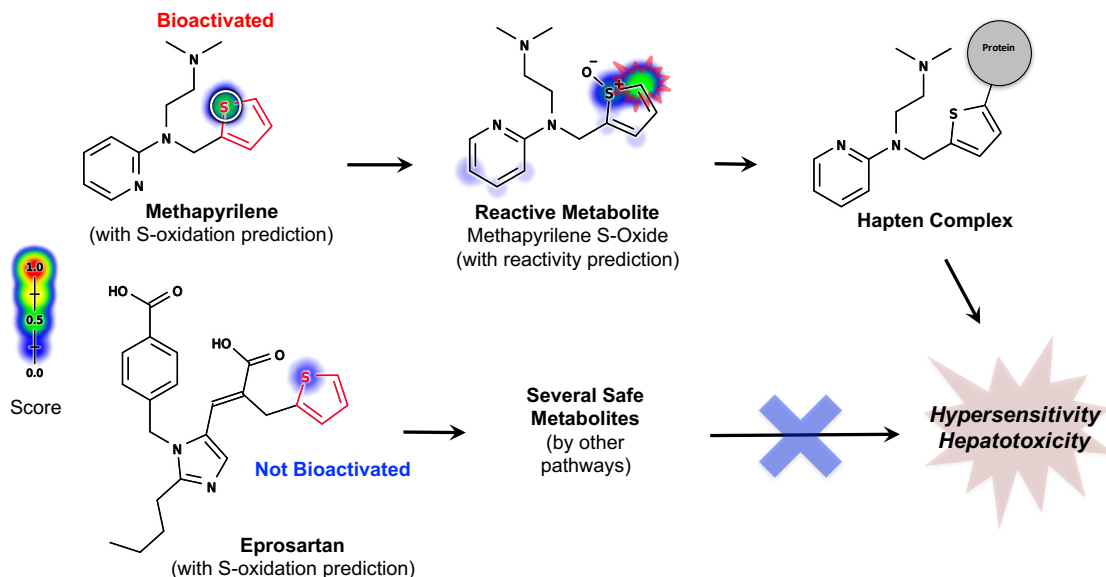 Bioactivated
N
S
N
N
Methapyrilene
(with S-oxidation prediction)
N
O−
S+
N
N
Reactive Metabolite
Methapyrilene S-Oxide
(with reactivity prediction)
Protein
N
S
N
N
Hapten Complex
1.0
0.5
0.0
Score
HO
O
HO
O
S
N
N
Not Bioactivated
Eprosartan
(with S-oxidation prediction)
Several Safe
Metabolites
(by other
pathways)
Hypersensitivity
Hepatotoxicity